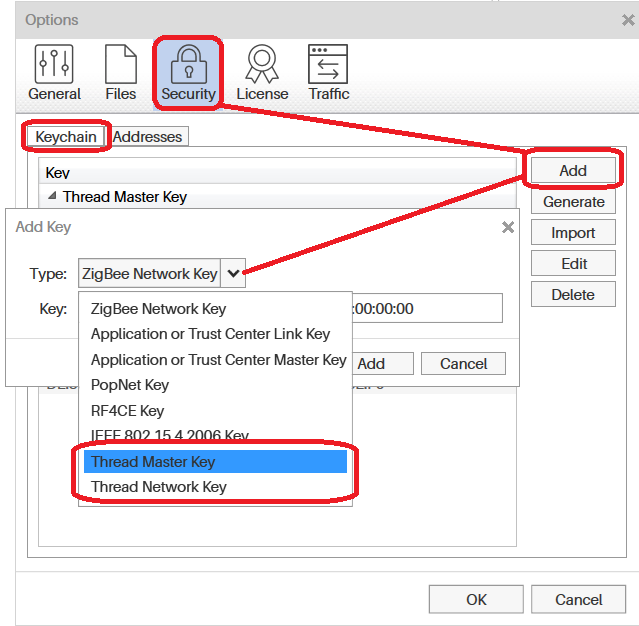 Options
General
Files
Security
License
Traffic
Keychain
Addresses
Key
Add
Thread Master Key
Generate
Add Key
Import
Type: ZigBee Network Key
Edit
Key: :00:00:00
Delete
ZigBee Network Key
Application or Trust Center Link Key
Application or Trust Center Master Key
PopNet Key
RF4CE Key
IEEE 802.15.4 2006 Key
Thread Master Key
Thread Network Key
Add
Cancel
OK
Cancel